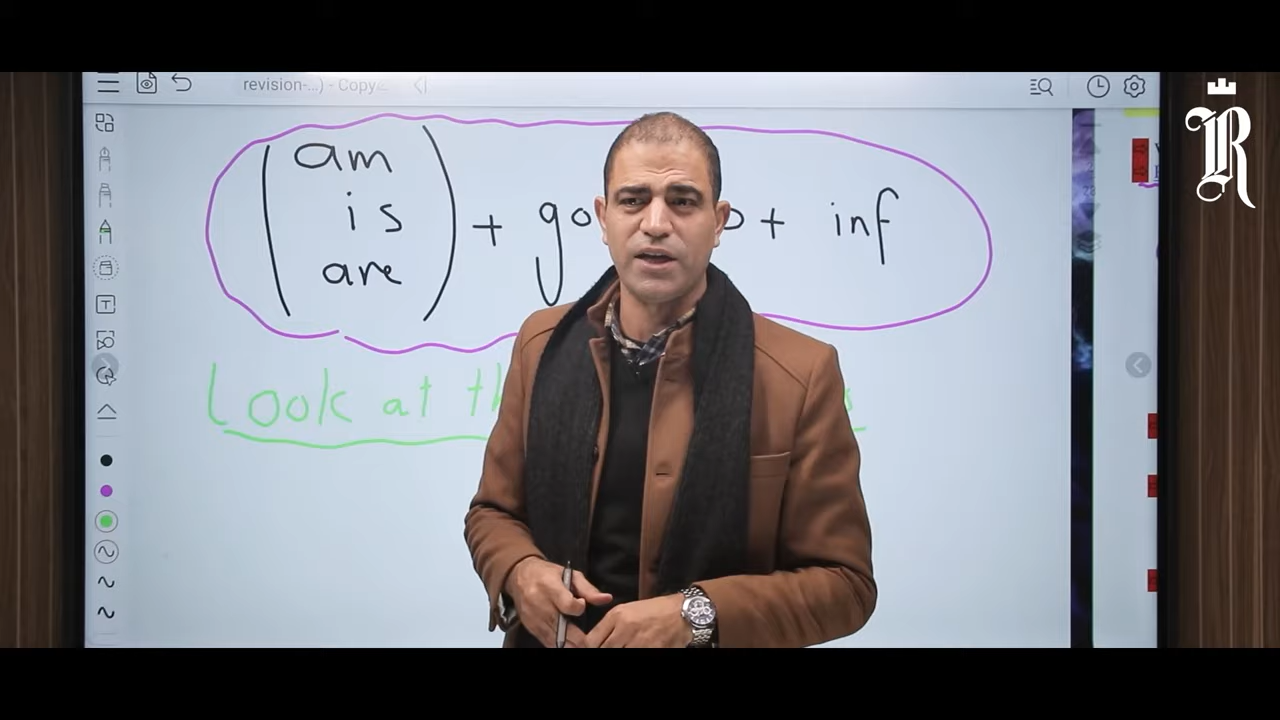 revision-...) - Copy
am
is + go + inf
are
Look at th
R